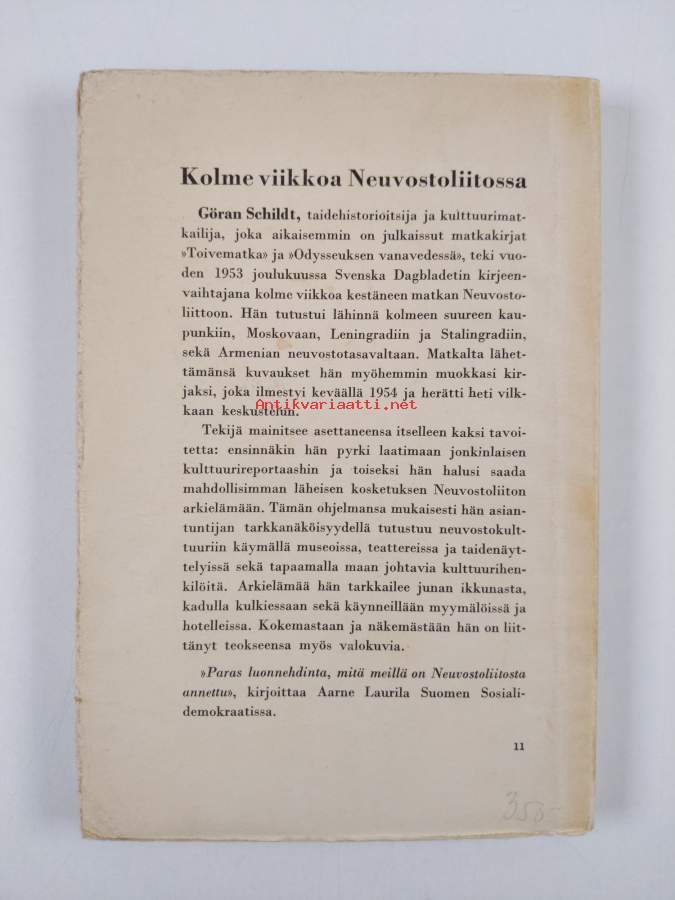 Kolme viikkoa Neuvostoliitossa
Göran Schildt, taidehistorioitsija ja kulttuurimat-
kailija, joka aikaisemmin on julkaissut matkakirjat
»Toivematka» ja »Odysseuksen vanavedessä», teki vuo-
den 1953 joulukuussa Svenska Dagbladetin kirjeen-
vaihtajana kolme viikkoa kestäneen matkan Neuvosto-
liittoon. Hän tutustui lähinnä kolmeen suureen kau-
punkiin, Moskovaan, Leningradiin ja Stalingradiin,
sekä Armenian neuvostotasavaltaan. Matkalta lähet-
tämänsä kuvaukset hän myöhemmin muokkasi kir-
jaksi, joka ilmestyi keväällä 1954 ja herätti heti vilk-
Antikvariaatti.net
kaan keskustelun.
Tekijä mainitsee asettaneensa itselleen kaksi tavoi-
tetta: ensinnäkin hän pyrki laatimaan jonkinlaisen
kulttuurireportaashin ja toiseksi hän halusi saada
mahdollisimman läheisen kosketuksen Neuvostoliiton
arkielämään. Tämän ohjelmansa mukaisesti hän asian-
tuntijan tarkkanäköisyydellä tutustuu neuvostokult-
tuuriin käymällä museoissa, teattereissa ja taidenäyt-
telyissä sekä tapaamalla maan johtavia kulttuurihen-
kilöitä. Arkielämää hän tarkkailee junan ikkunasta,
kadulla kulkiessaan sekä käynneillään myymälöissä ja
hotelleissa. Kokemastaan ja näkemästään hän on liit-
tänyt teokseensa myös valokuvia.
»Paras luonnehdinta, mitä meillä on Neuvostoliitosta
annettu», kirjoittaa Aarne Laurila Suomen Sosiali-
demokraatissa.
11
350-